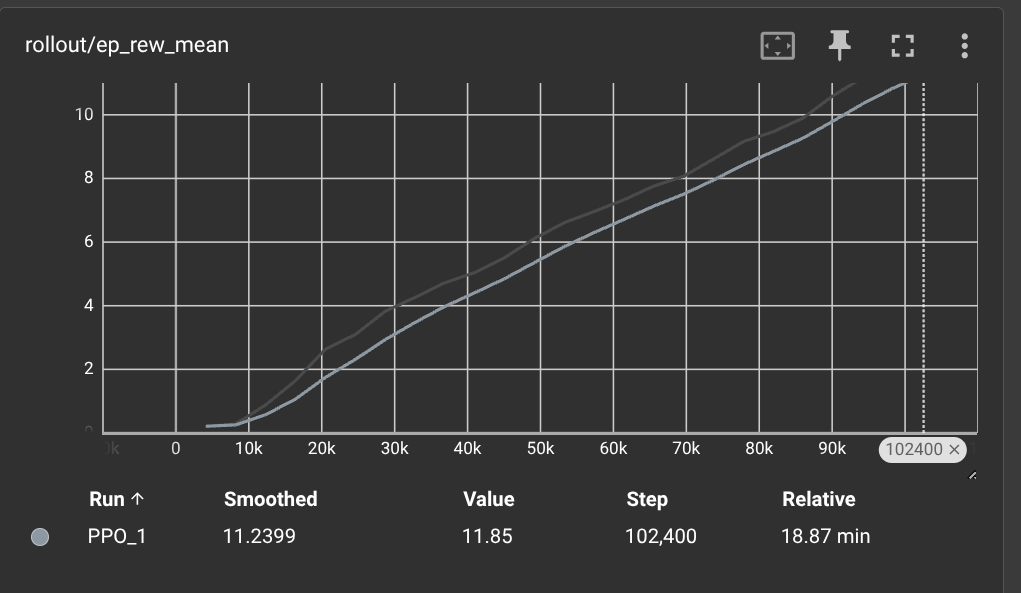 rollout/ep_rew_mean
10
8
6
4
2
0
0 10k 20k 30k 40k 50k 60k 70k 80k 90k 102400 ×
Run ↑ Smoothed Value Step Relative
PPO_1 11.2399 11.85 102,400 18.87 min